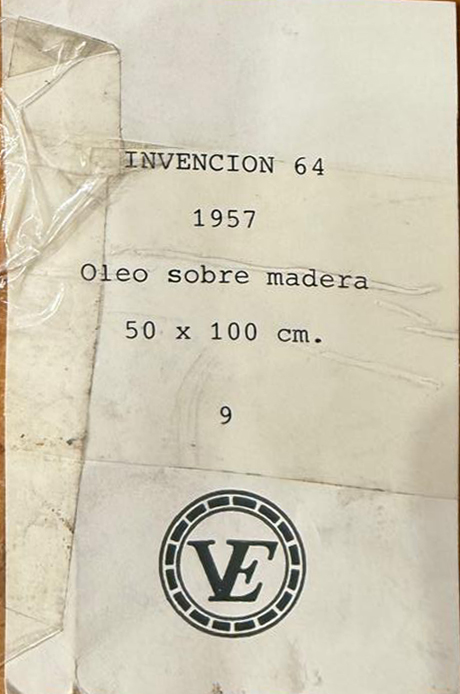 INVENCION 64
1957
Oleo sobre madera
50 x 100 cm.
9
VE